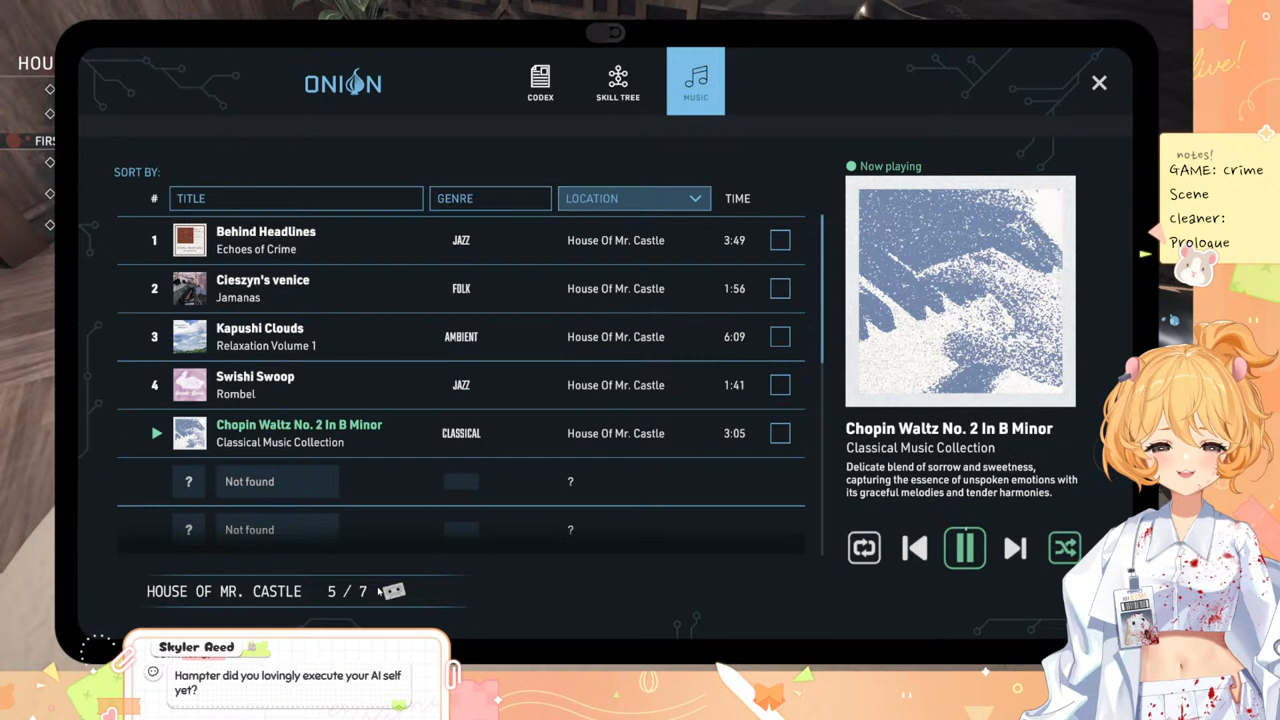 HOU
FIRS
ONION
CODEX
SKILL TREE
MUSIC
live!
SORT BY:
# TITLE GENRE LOCATION TIME
1 Behind Headlines JAZZ House Of Mr. Castle 3:49
Echoes of Crime
2 Cieszyn's venice FOLK House Of Mr. Castle 1:56
Jamanas
3 Kapushi Clouds AMBIENT House Of Mr. Castle 6:09
Relaxation Volume 1
4 Swishi Swoop JAZZ House Of Mr. Castle 1:41
Rombel
Chopin Waltz No. 2 In B Minor CLASSICAL House Of Mr. Castle 3:05
Classical Music Collection
? Not found ?
? Not found ?
HOUSE OF MR. CASTLE 5 / 7
Now playing
Chopin Waltz No. 2 In B Minor
Classical Music Collection
Delicate blend of sorrow and sweetness,
capturing the essence of unspoken emotions with
its graceful melodies and tender harmonies.
notes!
GAME: crime
Scene
cleaner:
Prologue
Skyler Reed
Hampter did you lovingly execute your AI self
yet?